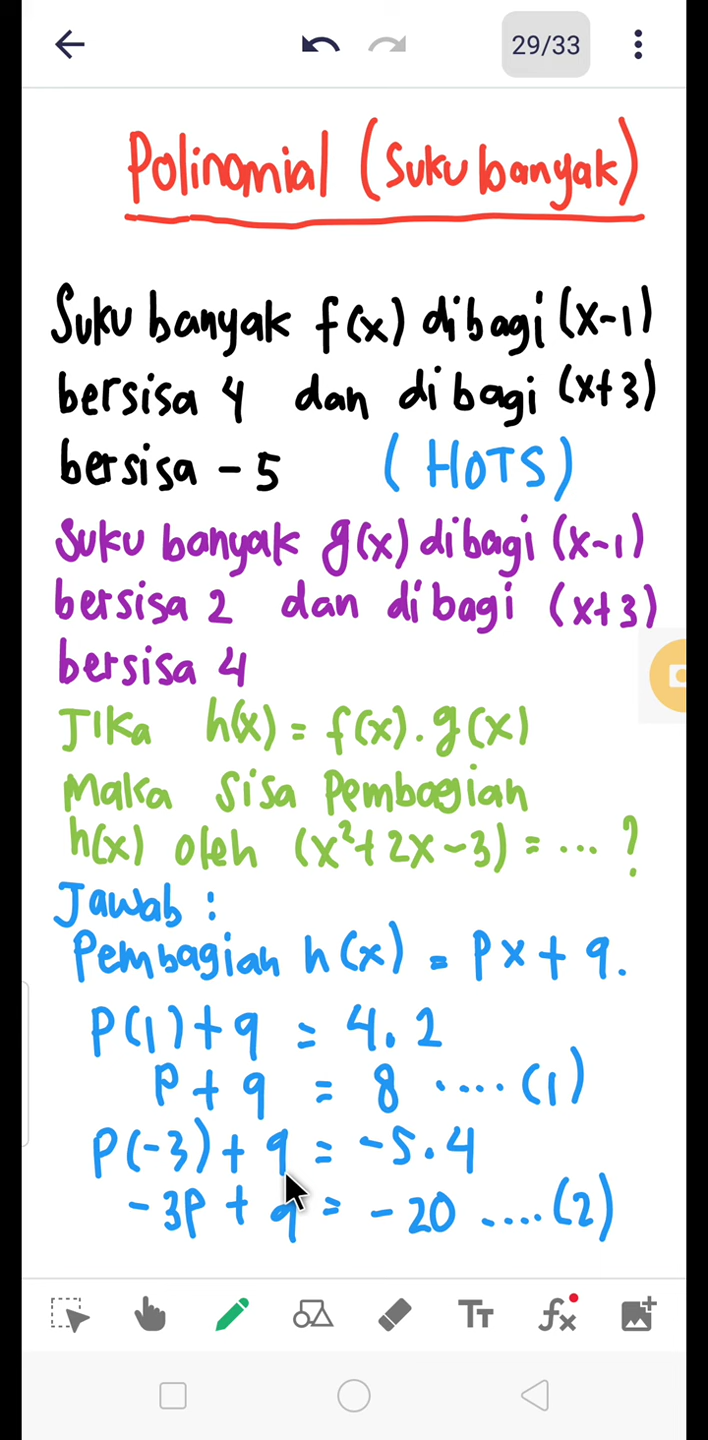 29/33
Polinomial (Suku banyak)
Suku banyak f(x) dibagi (x-1)
bersisa 4 dan dibagi (x+3)
bersisa -5 (HOTS)
Suku banyak g(x) dibagi (x-1)
bersisa 2 dan dibagi (x+3)
bersisa 4
Jika h(x) = f(x).g(x)
Maka Sisa Pembagian
h(x) oleh (x²+2x-3) = ... ?
Jawab :
Pembagian h(x) = Px + q.
P(1) + q = 4.2
P + q = 8 .... (1)
P(-3) + q = -5.4
-3P + q = -20 .... (2)
Tт
fx